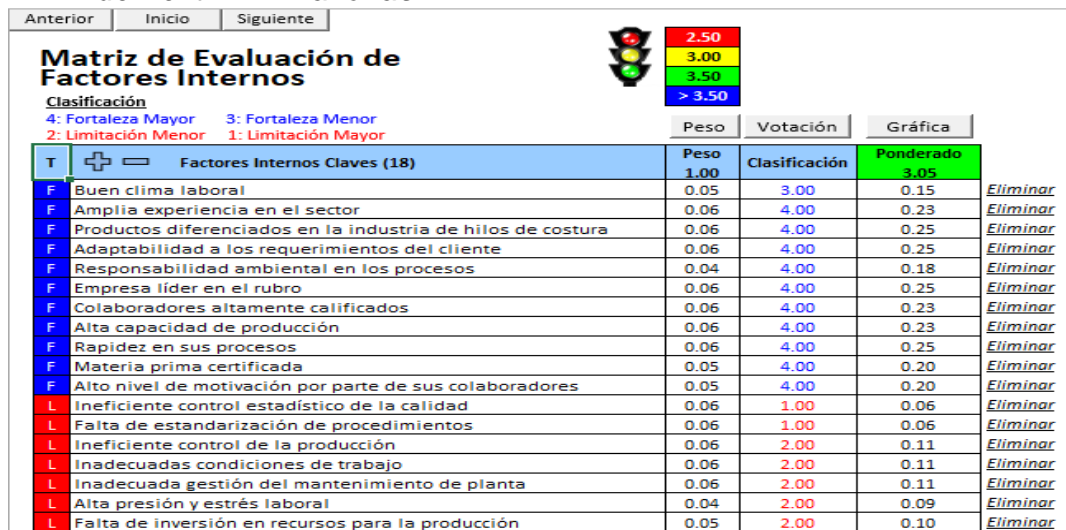 Anterior Inicio Siguiente
Matriz de Evaluación de
Factores Internos
2.50
3.00
3.50
> 3.50
Clasificación
4: Fortaleza Mayor 3: Fortaleza Menor
2: Limitación Menor 1: Limitación Mayor
Peso Votación Gráfica
T Factores Internos Claves (18) Peso 1.00 Clasificación Ponderado 3.05
F Buen clima laboral 0.05 3.00 0.15 Eliminar
F Amplia experiencia en el sector 0.06 4.00 0.23 Eliminar
F Productos diferenciados en la industria de hilos de costura 0.06 4.00 0.25 Eliminar
F Adaptabilidad a los requerimientos del cliente 0.06 4.00 0.25 Eliminar
F Responsabilidad ambiental en los procesos 0.04 4.00 0.18 Eliminar
F Empresa líder en el rubro 0.06 4.00 0.25 Eliminar
F Colaboradores altamente calificados 0.06 4.00 0.23 Eliminar
F Alta capacidad de producción 0.06 4.00 0.23 Eliminar
F Rapidez en sus procesos 0.06 4.00 0.25 Eliminar
F Materia prima certificada 0.05 4.00 0.20 Eliminar
F Alto nivel de motivación por parte de sus colaboradores 0.05 4.00 0.20 Eliminar
L Ineficiente control estadístico de la calidad 0.06 1.00 0.06 Eliminar
L Falta de estandarización de procedimientos 0.06 1.00 0.06 Eliminar
L Ineficiente control de la producción 0.06 2.00 0.11 Eliminar
L Inadecuadas condiciones de trabajo 0.06 2.00 0.11 Eliminar
L Inadecuada gestión del mantenimiento de planta 0.06 2.00 0.11 Eliminar
L Alta presión y estrés laboral 0.04 2.00 0.09 Eliminar
L Falta de inversión en recursos para la producción 0.05 2.00 0.10 Eliminar